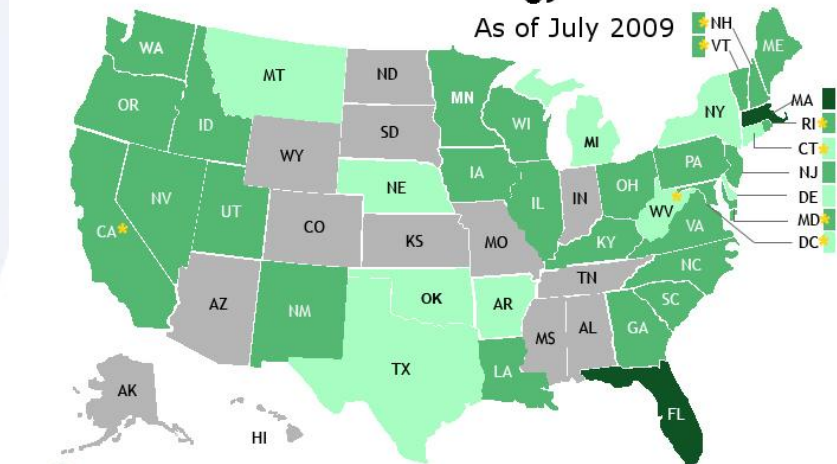 As of July 2009
NH
VT
ME
WA
MT
ND
MN
OR
ID
SD
WI
MI
NY
MA
RI
CT
WY
IA
PA
NJ
NE
OH
DE
NV
UT
IL
IN
WV
MD
CA
CO
KS
MO
KY
VA
DC
NC
TN
AZ
NM
OK
AR
SC
MS
AL
GA
TX
LA
AK
FL
HI